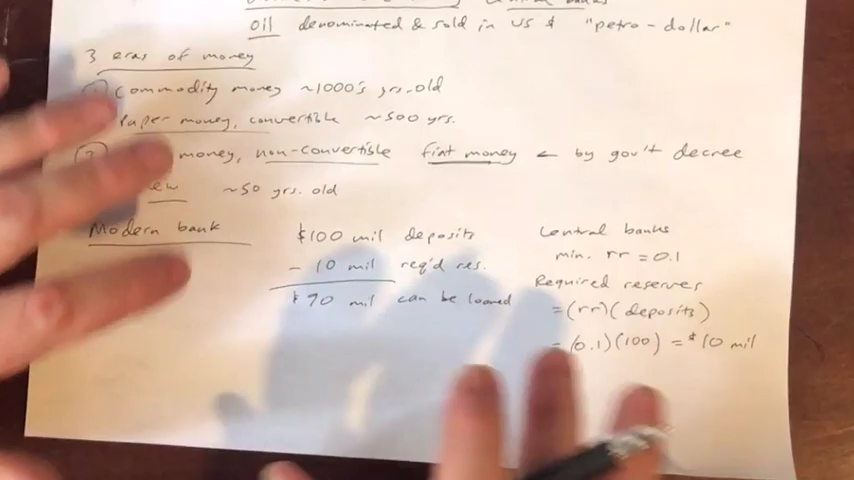 central banks
Oil denominated & sold in US $ "petro-dollar"
3 eras of money
Commodity money ~1000's yrs. old
Paper money, convertible ~500 yrs.
money, non-convertible fiat money ← by gov't decree
~50 yrs. old
Modern bank
$100 mil deposits
- 10 mil req'd res.
$90 mil can be loaned
Central banks
min. rr = 0.1
Required reserves
= (rr)(deposits)
= (0.1)(100) = $10 mil